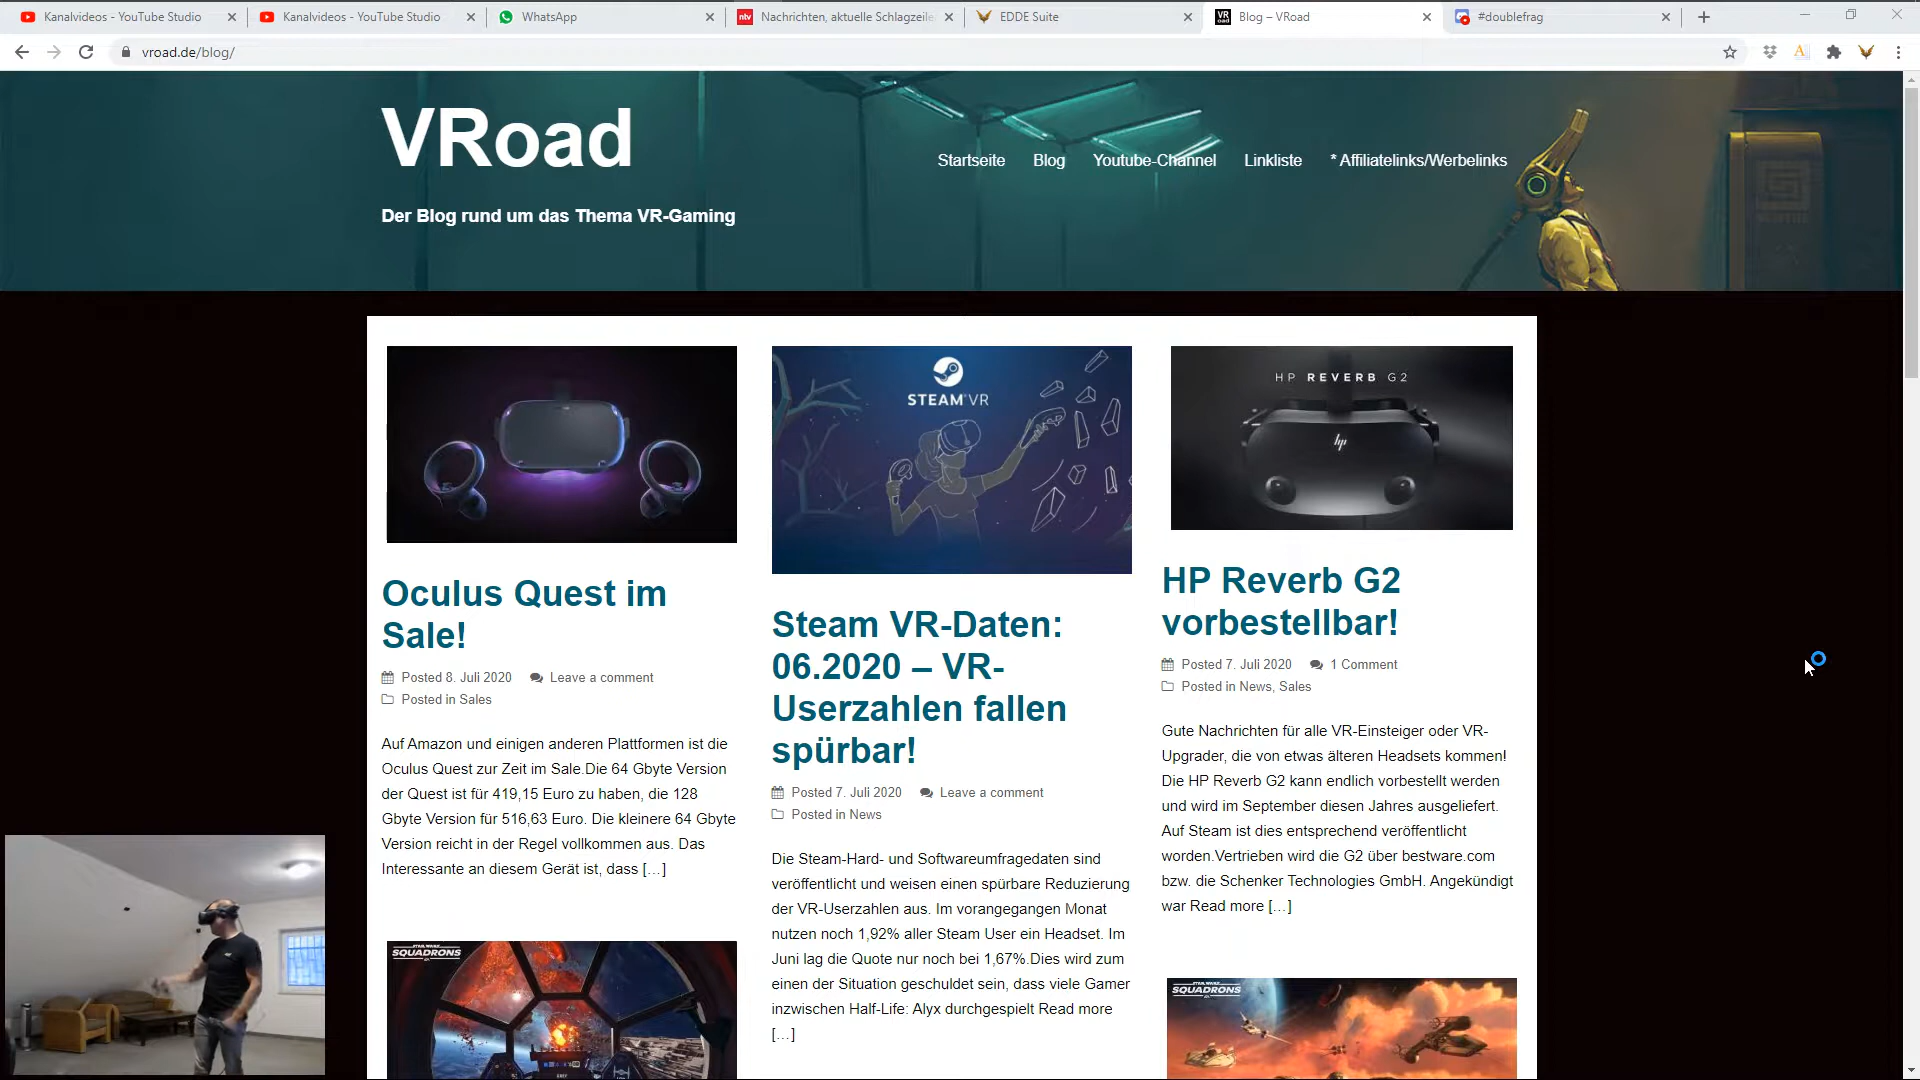 Kanalvideos - YouTube Studio
Kanalvideos - YouTube Studio
WhatsApp
ntv Nachrichten, aktuelle Schlagzeile
EDDE Suite
VR oad Blog – VRoad
#doublefrag
vroad.de/blog/
VRoad
Startseite Blog Youtube-Channel Linkliste * Affiliatelinks/Werbelinks
Der Blog rund um das Thema VR-Gaming
STEAM VR
HP REVERB G2
hp
Oculus Quest im
Sale!
Posted 8. Juli 2020 Leave a comment
Posted in Sales
Auf Amazon und einigen anderen Plattformen ist die
Oculus Quest zur Zeit im Sale.Die 64 Gbyte Version
der Quest ist für 419,15 Euro zu haben, die 128
Gbyte Version für 516,63 Euro. Die kleinere 64 Gbyte
Version reicht in der Regel vollkommen aus. Das
Interessante an diesem Gerät ist, dass […]
STAR WARS
SQUADRONS
Steam VR-Daten:
06.2020 – VR-
Userzahlen fallen
spürbar!
Posted 7. Juli 2020 Leave a comment
Posted in News
Die Steam-Hard- und Softwareumfragedaten sind
veröffentlicht und weisen einen spürbare Reduzierung
der VR-Userzahlen aus. Im vorangegangen Monat
nutzen noch 1,92% aller Steam User ein Headset. Im
Juni lag die Quote nur noch bei 1,67%.Dies wird zum
einen der Situation geschuldet sein, dass viele Gamer
inzwischen Half-Life: Alyx durchgespielt Read more
[…]
HP Reverb G2
vorbestellbar!
Posted 7. Juli 2020 1 Comment
Posted in News, Sales
Gute Nachrichten für alle VR-Einsteiger oder VR-
Upgrader, die von etwas älteren Headsets kommen!
Die HP Reverb G2 kann endlich vorbestellt werden
und wird im September diesen Jahres ausgeliefert.
Auf Steam ist dies entsprechend veröffentlicht
worden.Vertrieben wird die G2 über bestware.com
bzw. die Schenker Technologies GmbH. Angekündigt
war Read more […]
STAR WARS
SQUADRONS